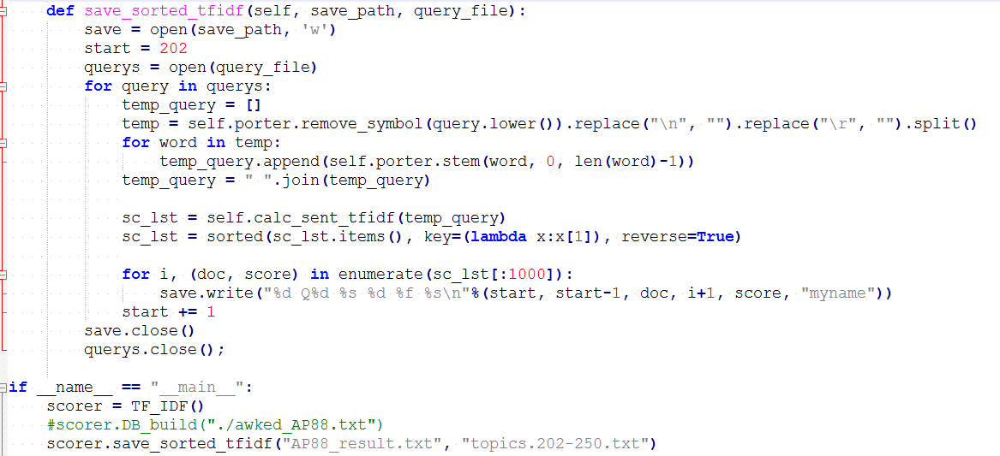 def save_sorted_tfidf(self, save_path, query_file):
save = open(save_path, 'w')
start = 202
querys = open(query_file)
for query in querys:
temp_query = []
temp = self.porter.remove_symbol(query.lower()).replace("\n", "").replace("\r", "").split()
for word in temp:
temp_query.append(self.porter.stem(word, 0, len(word)-1))
temp_query = " ".join(temp_query)
sc_lst = self.calc_sent_tfidf(temp_query)
sc_lst = sorted(sc_lst.items(), key=(lambda x:x[1]), reverse=True)
for i, (doc, score) in enumerate(sc_lst[:1000]):
save.write("%d Q%d %s %d %f %s\n"%(start, start-1, doc, i+1, score, "myname"))
start += 1
save.close()
querys.close();
if __name__ == "__main__":
scorer = TF_IDF()
#scorer.DB_build("./awked_AP88.txt")
scorer.save_sorted_tfidf("AP88_result.txt", "topics.202-250.txt")